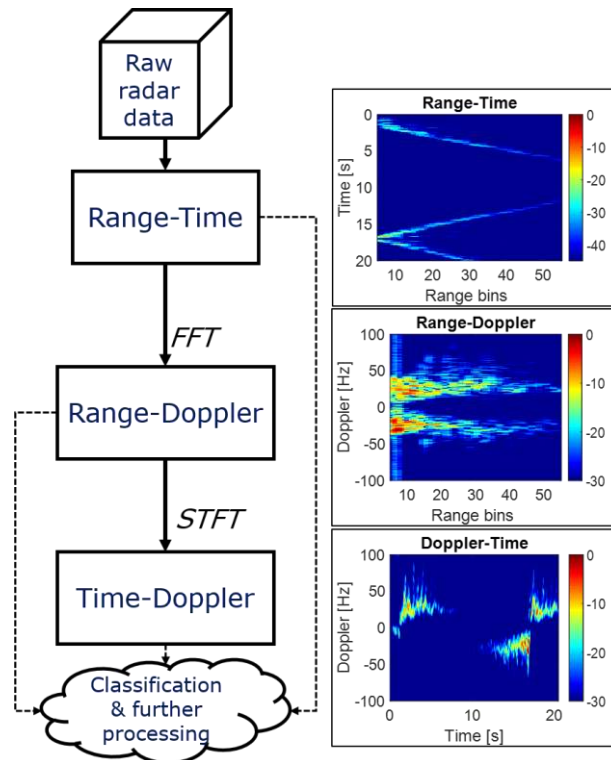 Raw
radar
data
Range-Time
FFT
Range-Doppler
STFT
Time-Doppler
Classification
& further
processing
Range-Time
0
5
10
15
20
Time [s]
10 20 30 40 50
Range bins
0
-10
-20
-30
-40
Range-Doppler
100
50
0
-50
-100
Doppler [Hz]
10 20 30 40 50
Range bins
0
-10
-20
-30
Doppler-Time
100
50
0
-50
-100
Doppler [Hz]
0 10 20
Time [s]
0
-10
-20
-30